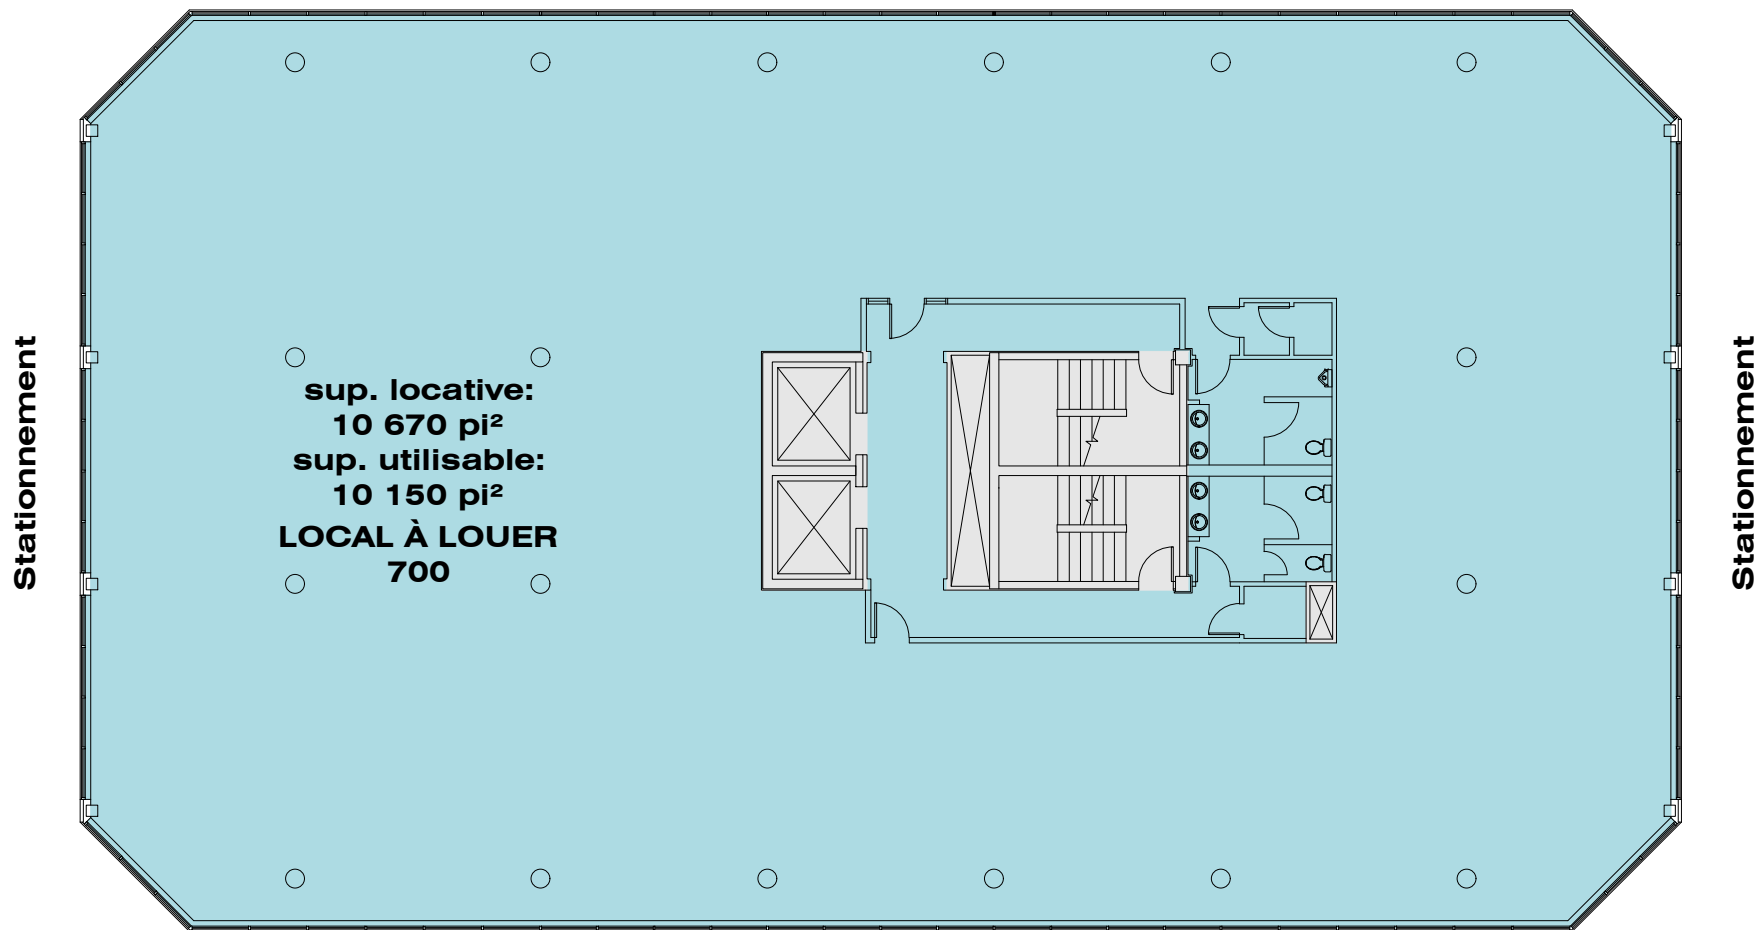 Stationnement
sup. locative:
10 670 pi²
sup. utilisable:
10 150 pi²
LOCAL À LOUER
700
Stationnement